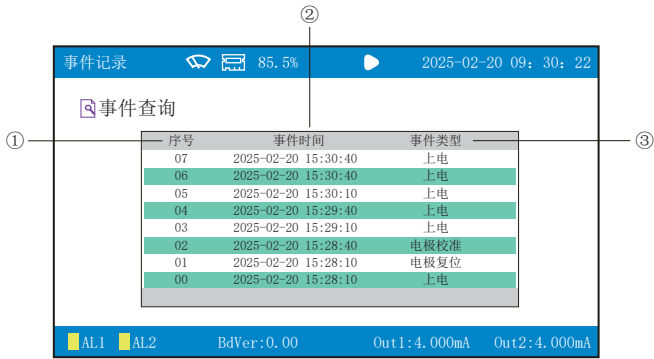 ②
事件记录 85.5% 2025-02-20 09: 30: 22
事件查询
① 序号 事件时间 事件类型 ③
07 2025-02-20 15:30:40 上电
06 2025-02-20 15:30:40 上电
05 2025-02-20 15:30:10 上电
04 2025-02-20 15:29:40 上电
03 2025-02-20 15:29:10 上电
02 2025-02-20 15:28:40 电极校准
01 2025-02-20 15:28:10 电极复位
00 2025-02-20 15:28:10 上电
AL1 AL2 BdVer:0.00 Out1:4.000mA Out2:4.000mA